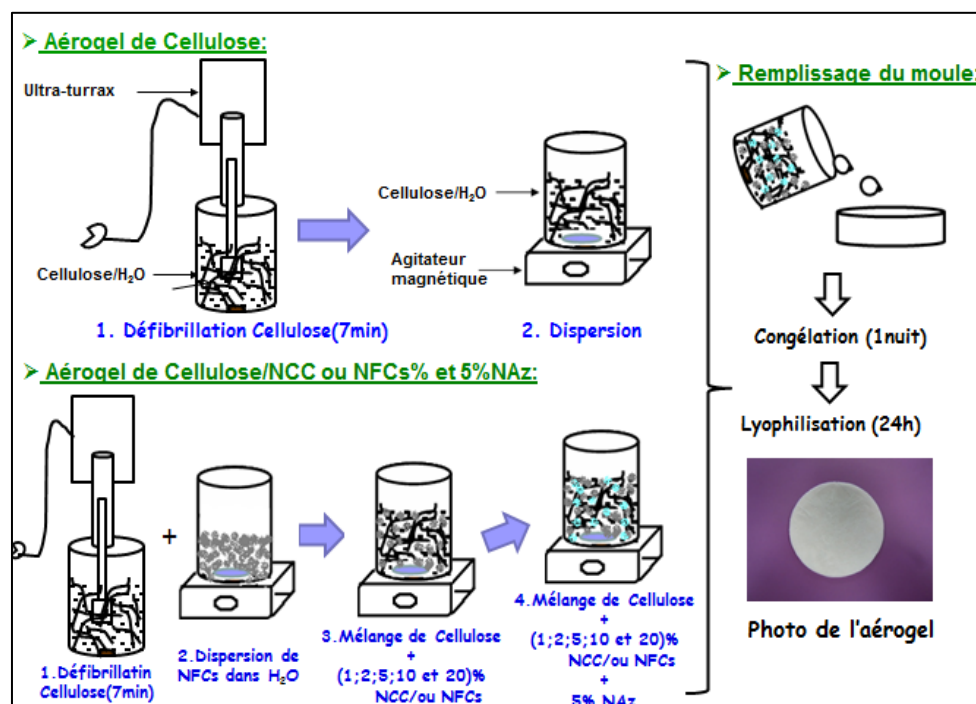 ➢ Aérogel de Cellulose:
Ultra-turrax
Cellulose/H₂O
1. Défibrillation Cellulose(7min)
Cellulose/H₂O
Agitateur
magnétique
2. Dispersion
➢ Aérogel de Cellulose/NCC ou NFCs% et 5%NAz:
+
1.Défibrillatin
Cellulose(7min)
2.Dispersion de
NFCs dans H₂O
3.Mélange de Cellulose
+
(1;2;5;10 et 20)%
NCC/ou NFCs
4.Mélange de Cellulose
+
(1;2;5;10 et 20)%
NCC/ou NFCs
+
5% NAz
➢ Remplissage du moule:
Congélation (1nuit)
Lyophilisation (24h)
Photo de l'aérogel